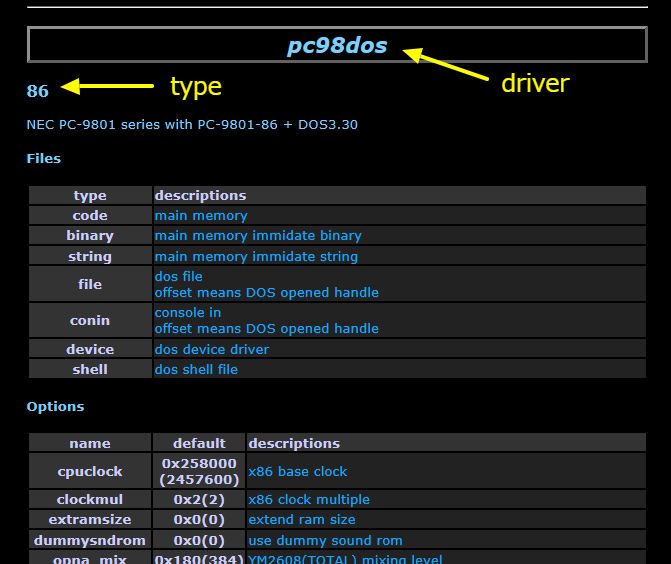 pc98dos
driver
86
type
NEC PC-9801 series with PC-9801-86 + DOS3.30
Files
type descriptions
code main memory
binary main memory immidate binary
string main memory immidate string
file dos file
offset means DOS opened handle
conin console in
offset means DOS opened handle
device dos device driver
shell dos shell file
Options
name default descriptions
cpuclock 0x258000
(2457600) x86 base clock
clockmul 0x2(2) x86 clock multiple
extramsize 0x0(0) extend ram size
dummysndrom 0x0(0) use dummy sound rom
opna_mix 0x180(384) YM2608(TOTAL) mixing level